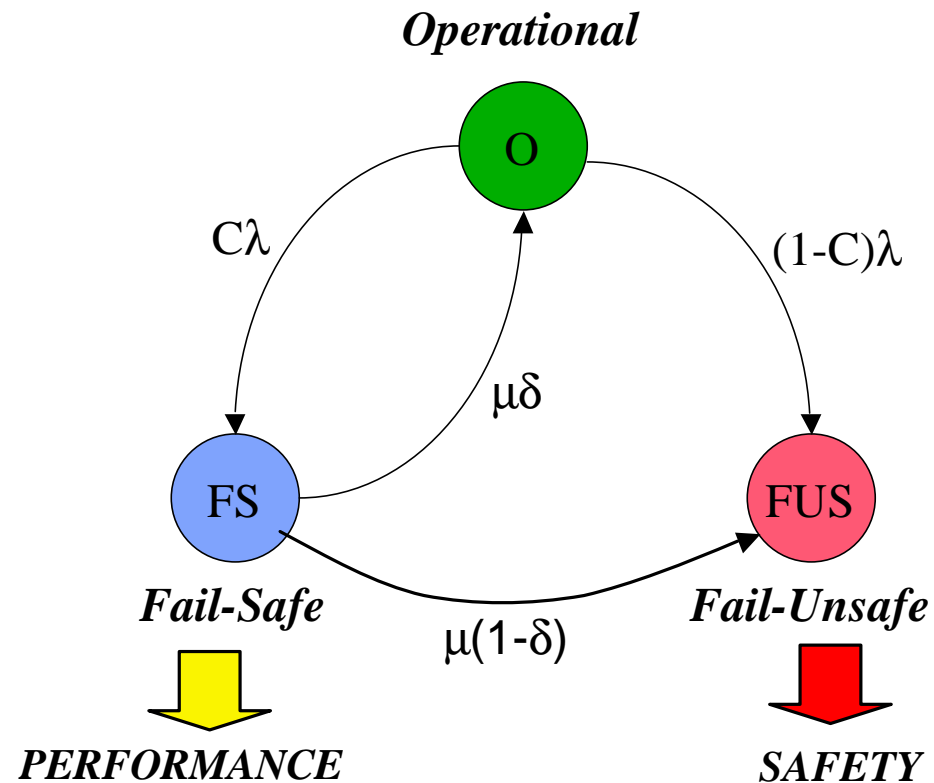 Operational
O
Cλ
(1-C)λ
μδ
FS
FUS
Fail-Safe
Fail-Unsafe
μ(1-δ)
PERFORMANCE
SAFETY